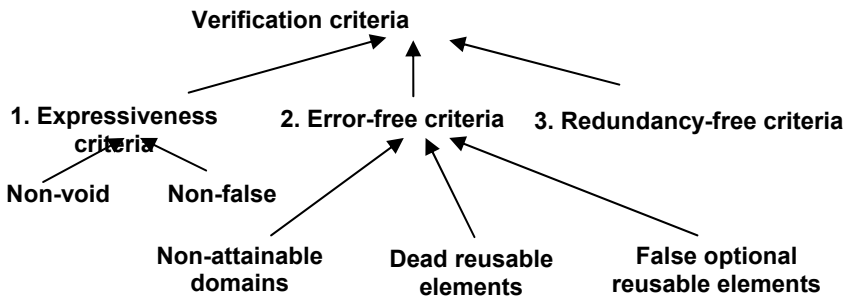 Verification criteria
1. Expressiveness
criteria
2. Error-free criteria
3. Redundancy-free criteria
Non-void
Non-false
Non-attainable
domains
Dead reusable
elements
False optional
reusable elements